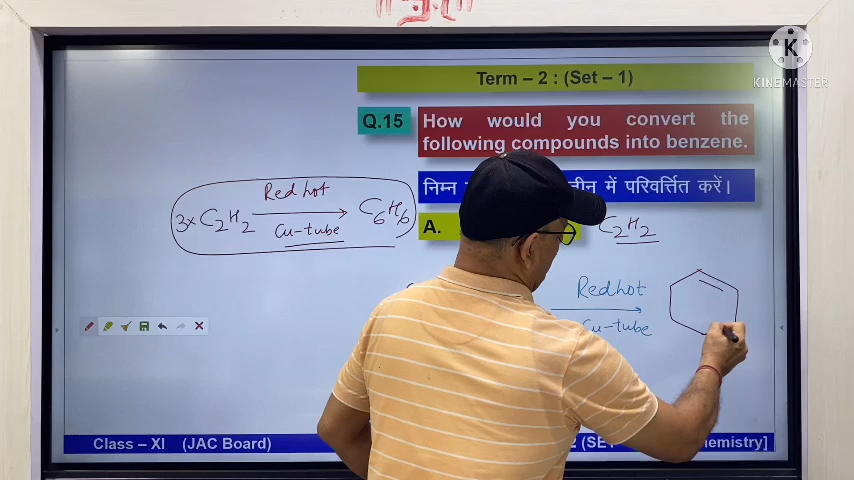 K
KINEMASTER
Term – 2 : (Set – 1)
Q.15
How would you convert the
following compounds into benzene.
निम्न में परिवर्त्तित करें।
3×C2H2 Red hot Cu-tube C6H6
A.
C2H2
Red hot
Cu-tube
Class – XI (JAC Board)